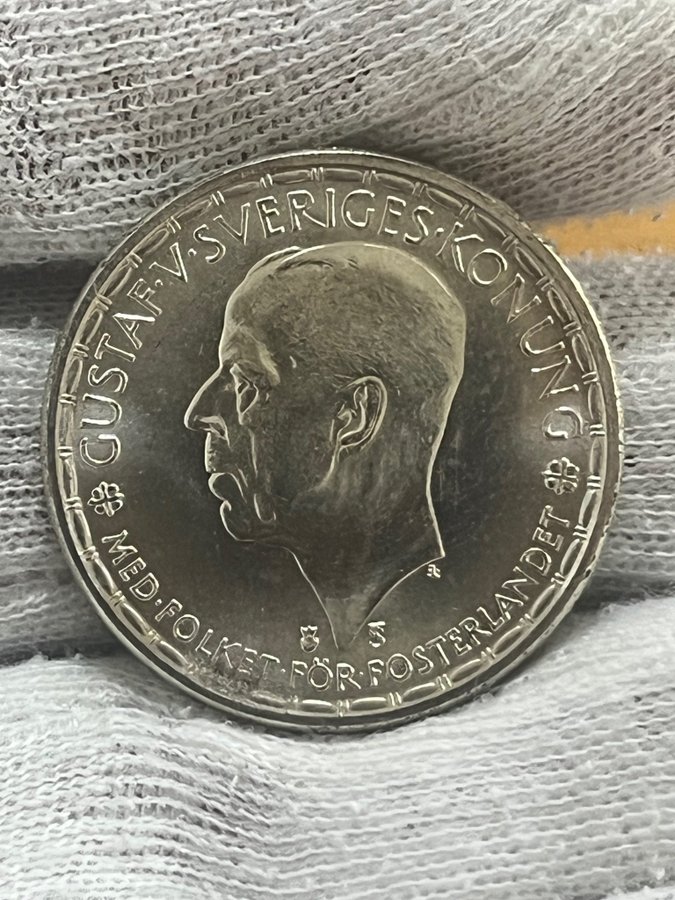 GUSTAF·V·SVERIGES·KONUNG
MED·FOLKET·FÖR·FOSTERLANDET